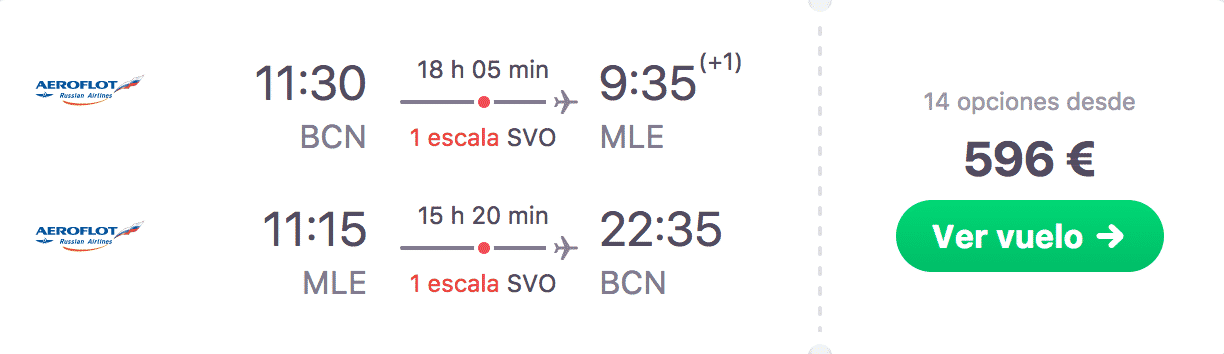 AEROFLOT
Russian Airlines
11:30
18 h 05 min
9:35(+1)
BCN
1 escala SVO
MLE
AEROFLOT
Russian Airlines
11:15
15 h 20 min
22:35
MLE
1 escala SVO
BCN
14 opciones desde
596 €
Ver vuelo →